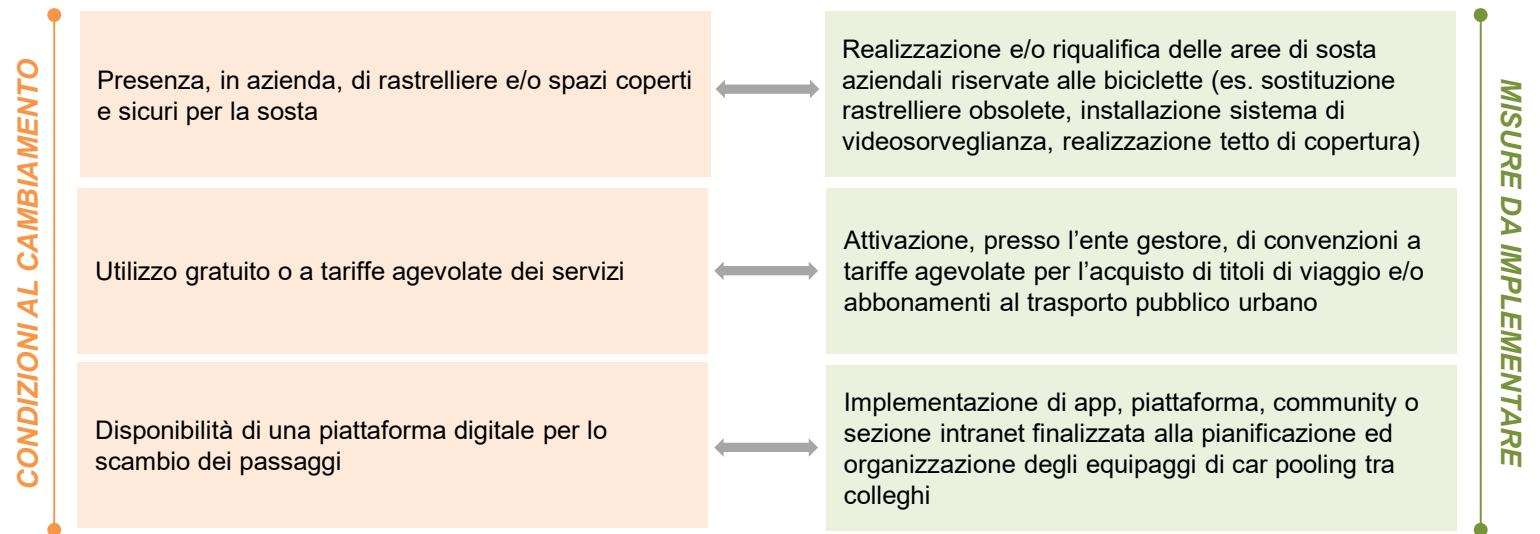 CONDIZIONI AL CAMBIAMENTO
Presenza, in azienda, di rastrelliere e/o spazi coperti
e sicuri per la sosta
Realizzazione e/o riqualifica delle aree di sosta
aziendali riservate alle biciclette (es. sostituzione
rastrelliere obsolete, installazione sistema di
videosorveglianza, realizzazione tetto di copertura)
Utilizzo gratuito o a tariffe agevolate dei servizi
Attivazione, presso l’ente gestore, di convenzioni a
tariffe agevolate per l’acquisto di titoli di viaggio e/o
abbonamenti al trasporto pubblico urbano
Disponibilità di una piattaforma digitale per lo
scambio dei passaggi
Implementazione di app, piattaforma, community o
sezione intranet finalizzata alla pianificazione ed
organizzazione degli equipaggi di car pooling tra
colleghi
MISURE DA IMPLEMENTARE